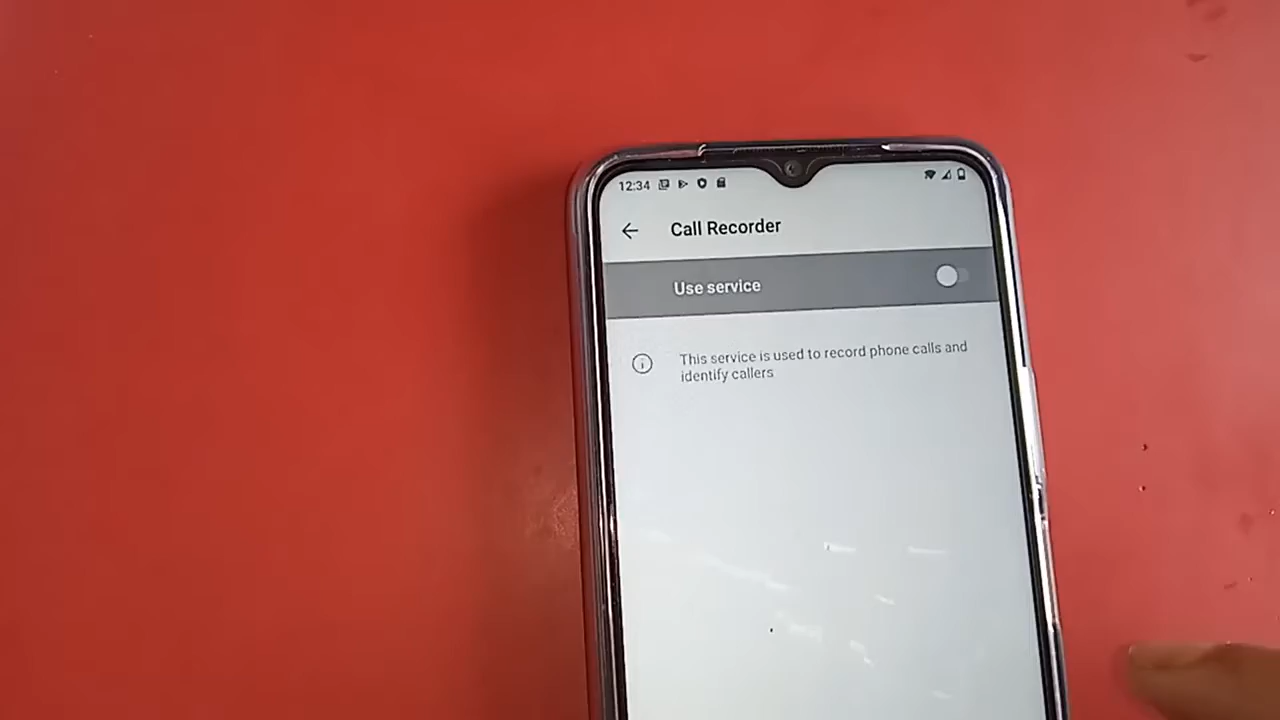 12:34
Call Recorder
Use service
This service is used to record phone calls and
identify callers